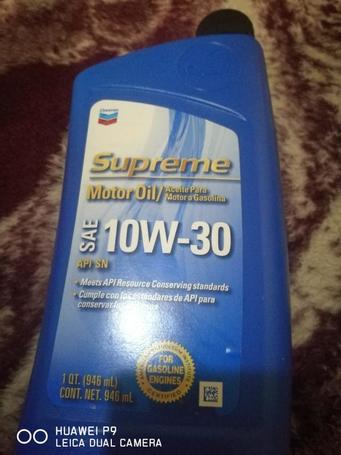 Chevron
Supreme
Motor Oil/ Aceite Para
Motor a Gasolina
SAE 10W-30
API SN
• Meets API Resource Conserving standards
• Cumple con los estándares de API para
conservar
FOR
GASOLINE
ENGINES
CERTIFIED
1 QT. (946 mL)
CONT. NET. 946 mL
HUAWEI P9
LEICA DUAL CAMERA